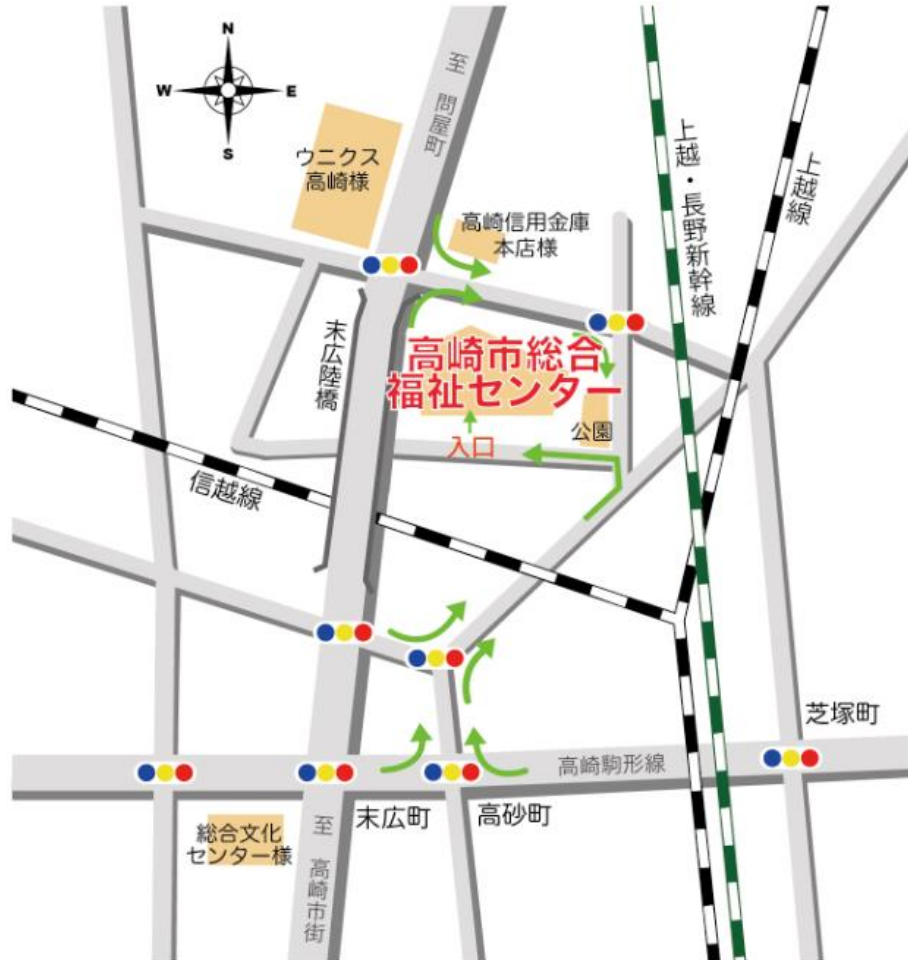 N
W
E
S
至 問屋町
ウニクス
高崎様
高崎信用金庫
本店様
上越・長野新幹線
上越線
末広陸橋
高崎市総合
福祉センター
公園
入口
信越線
芝塚町
高崎駒形線
末広町
高砂町
総合文化
センター様
至 高崎市街